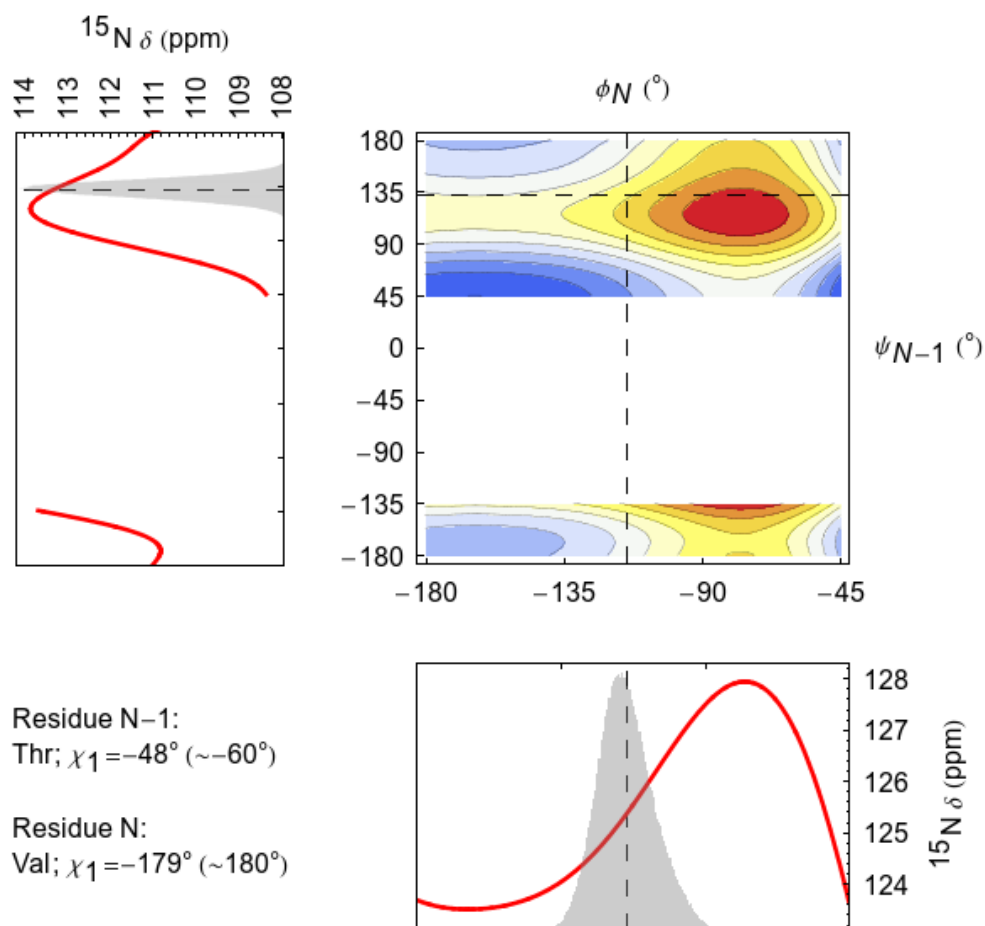 15N δ (ppm)
114 113 112 111 110 109 108
ϕN (°)
180
135
90
45
0
−45
−90
−135
−180
ψN−1 (°)
−180 −135 −90 −45
128
127
126
125
124
15N δ (ppm)
Residue N−1:
Thr; χ1 =−48° (~−60°)
Residue N:
Val; χ1=−179° (~180°)